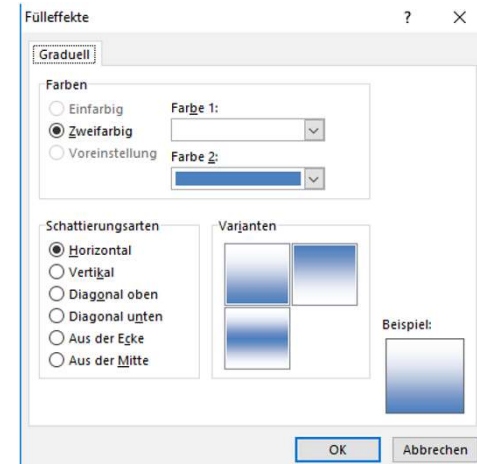 Fülleffekte
?
Graduell
Farben
Einfarbig
Zweifarbig
Voreinstellung
Farbe 1:
Farbe 2:
Schattierungsarten
Horizontal
Vertikal
Diagonal oben
Diagonal unten
Aus der Ecke
Aus der Mitte
Varianten
Beispiel:
OK
Abbrechen